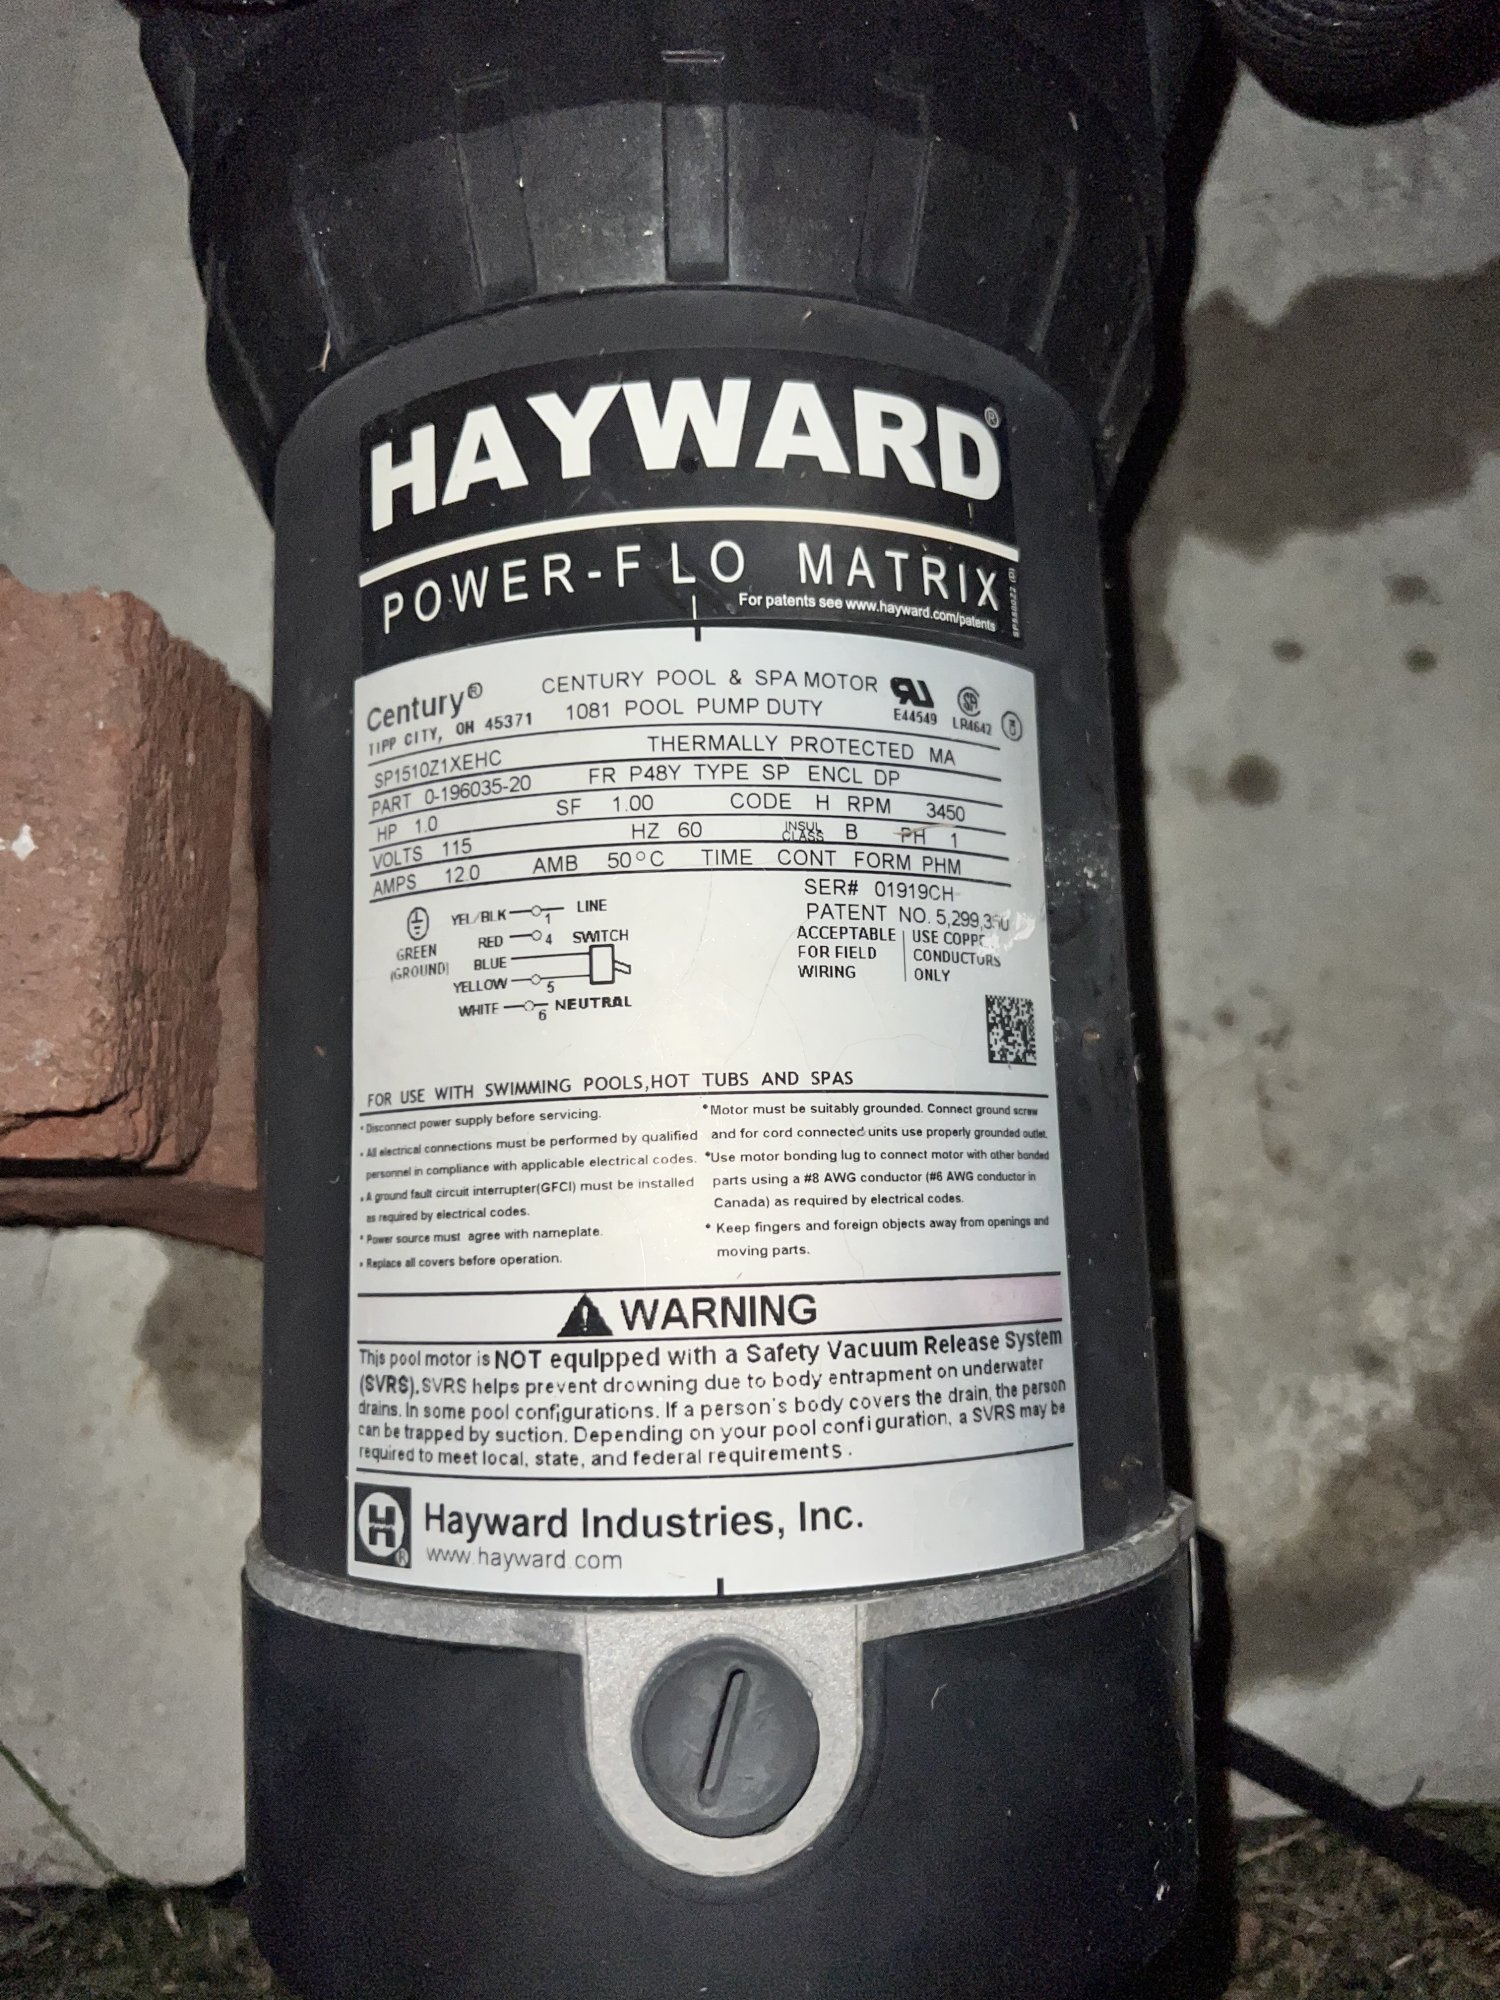 HAYWARD®
POWER-FLO MATRIX
For patents see www.hayward.com/patents
Century®
CENTURY POOL & SPA MOTOR
TIPP CITY, OH 45371
1081 POOL PUMP DUTY
E44549
LR4642
SP1510Z1XEHC
THERMALLY PROTECTED MA
PART 0-196035-20
FR P48Y TYPE SP ENCL DP
HP 1.0 SF 1.00 CODE H RPM 3450
VOLTS 115 HZ 60 INSUL CLASS B PH 1
AMPS 12.0 AMB 50°C TIME CONT FORM PHM
SER# 01919CH
PATENT NO. 5,299,3
GREEN
(GROUND)
YEL/BLK 1 LINE
RED 4 SWITCH
BLUE
YELLOW 5
WHITE 6 NEUTRAL
ACCEPTABLE
FOR FIELD
WIRING
USE
CONDUCTORS
ONLY
FOR USE WITH SWIMMING POOLS,HOT TUBS AND SPAS
• Disconnect power supply before servicing.
• All electrical connections must be performed by qualified
personnel in compliance with applicable electrical codes.
• A ground fault circuit interrupter(GFCI) must be installed
as required by electrical codes.
• Power source must agree with nameplate.
• Replace all covers before operation.
• Motor must be suitably grounded. Connect ground screw
and for cord connected units use properly grounded outlet.
•Use motor bonding lug to connect motor with other bonded
parts using a #8 AWG conductor (#6 AWG conductor in
Canada) as required by electrical codes.
• Keep fingers and foreign objects away from openings and
moving parts.
WARNING
This pool motor is NOT equipped with a Safety Vacuum Release System
(SVRS). SVRS helps prevent drowning due to body entrapment on underwater
drains. In some pool configurations. If a person's body covers the drain, the person
can be trapped by suction. Depending on your pool configuration, a SVRS may be
required to meet local, state, and federal requirements .
Hayward Industries, Inc.
www.hayward.com